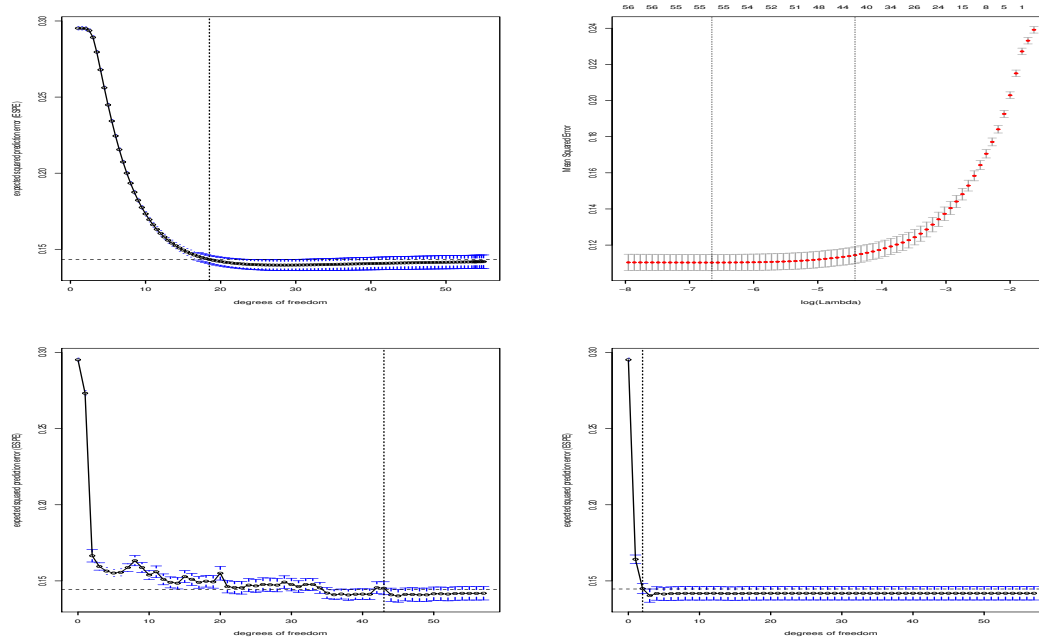 56 56 55 55 55 54 52 51 48 44 40 34 26 24 15 8 5 1
0.30
0.25
0.20
0.15
expected squared prediction error (ESPE)
0 10 20 30 40 50
degrees of freedom
0.24
0.22
0.20
0.18
0.16
0.14
0.12
Mean Squared Error
−8 −7 −6 −5 −4 −3 −2
log(Lambda)
0.30
0.25
0.20
0.15
expected squared prediction error (ESPE)
0 10 20 30 40 50
degrees of freedom
0.30
0.25
0.20
0.15
expected squared prediction error (ESPE)
0 10 20 30 40 50
degrees of freedom